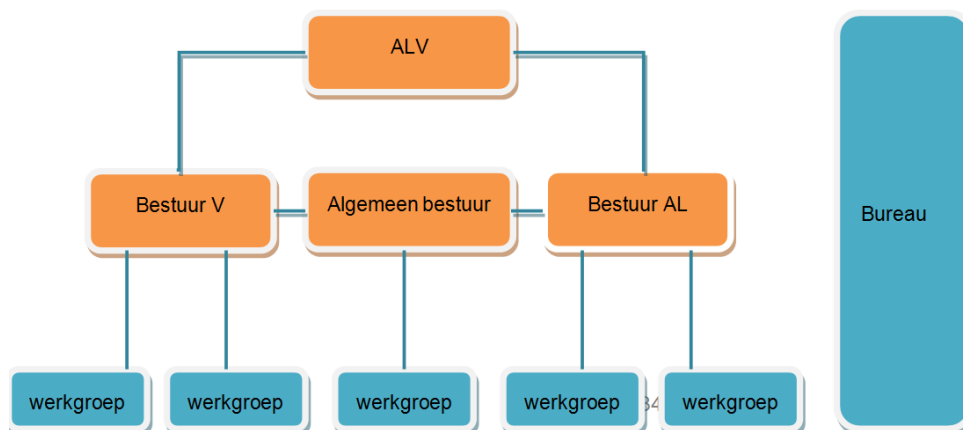 ALV
Bestuur V
Algemeen bestuur
Bestuur AL
Bureau
werkgroep
werkgroep
werkgroep
werkgroep
werkgroep